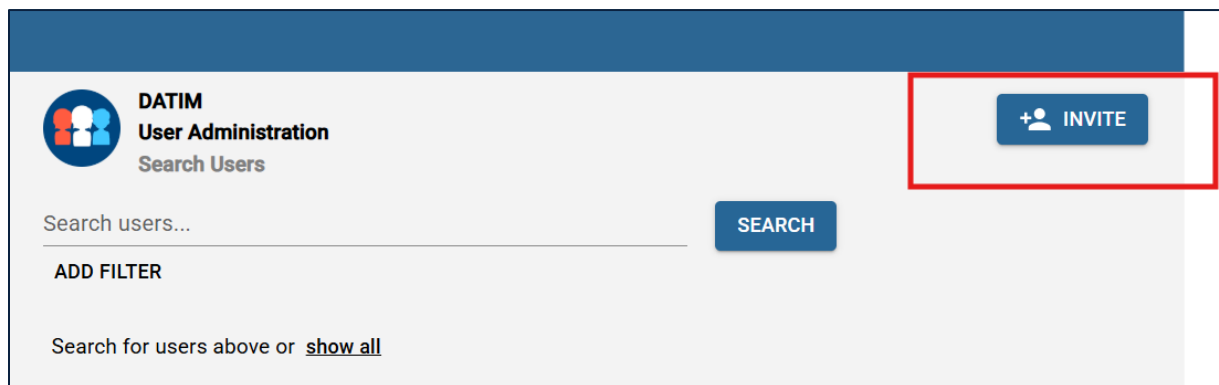 DATIM
User Administration
Search Users
INVITE
Search users...
SEARCH
ADD FILTER
Search for users above or show all